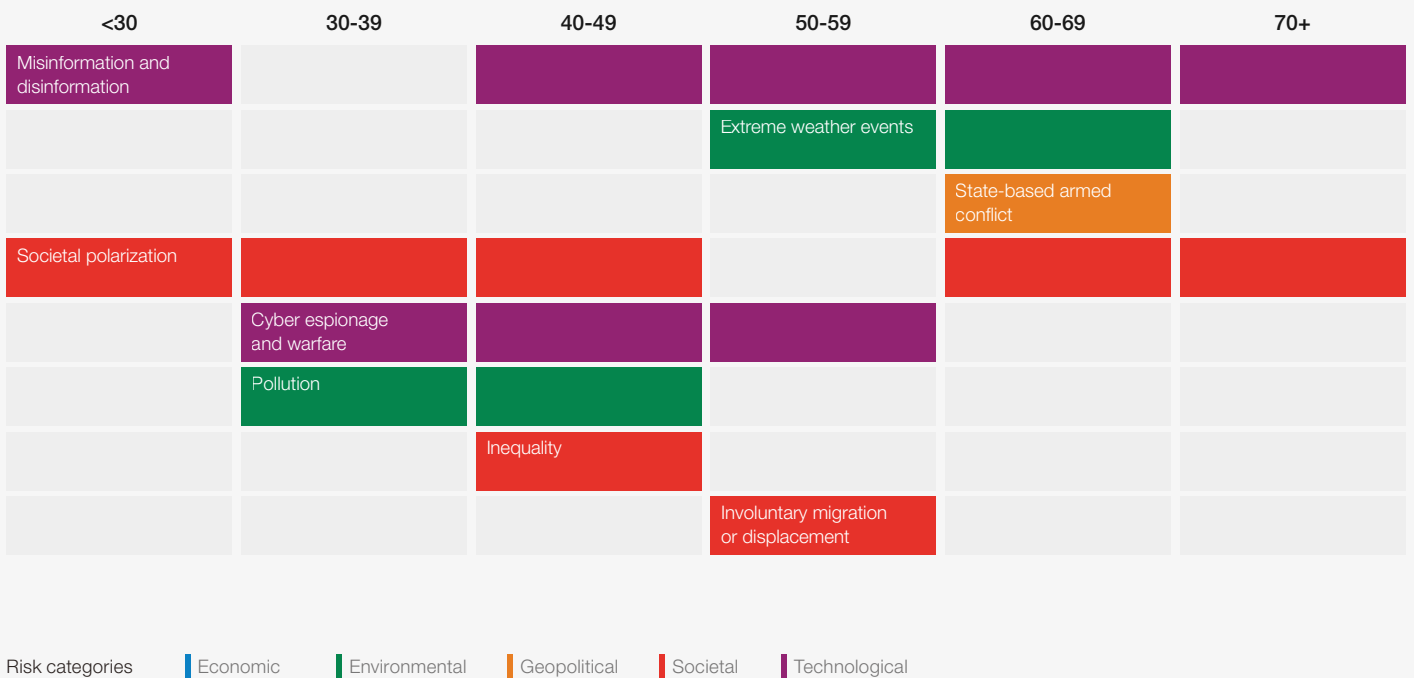 <30 30-39 40-49 50-59 60-69 70+
Misinformation and
disinformation
Extreme weather events
State-based armed
conflict
Societal polarization
Cyber espionage
and warfare
Pollution
Inequality
Involuntary migration
or displacement
Risk categories Economic Environmental Geopolitical Societal Technological